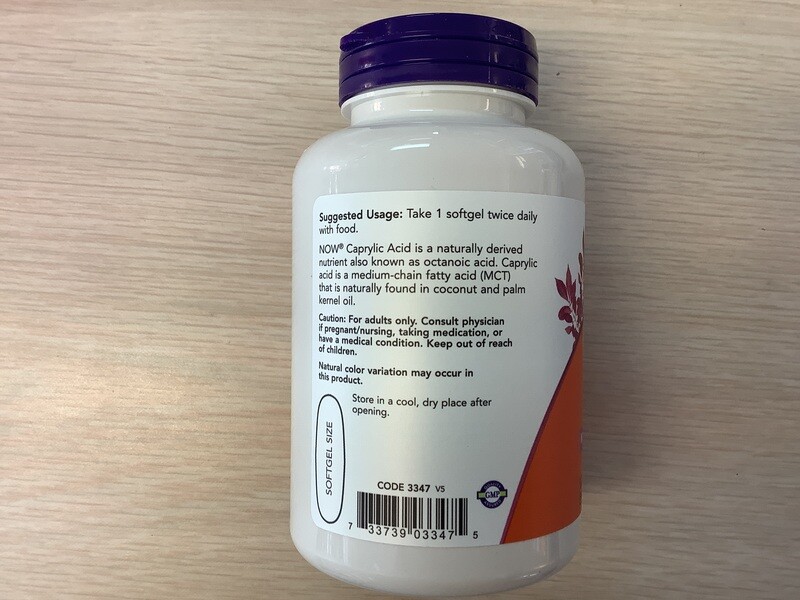 Suggested Usage: Take 1 softgel twice daily
with food.
NOW® Caprylic Acid is a naturally derived
nutrient also known as octanoic acid. Caprylic
acid is a medium-chain fatty acid (MCT)
that is naturally found in coconut and palm
kernel oil.
Caution: For adults only. Consult physician
if pregnant/nursing, taking medication, or
have a medical condition. Keep out of reach
of children.
Natural color variation may occur in
this product.
Store in a cool, dry place after
opening.
SOFTGEL SIZE
CODE 3347 V5
GMP
7 33739 03347 5